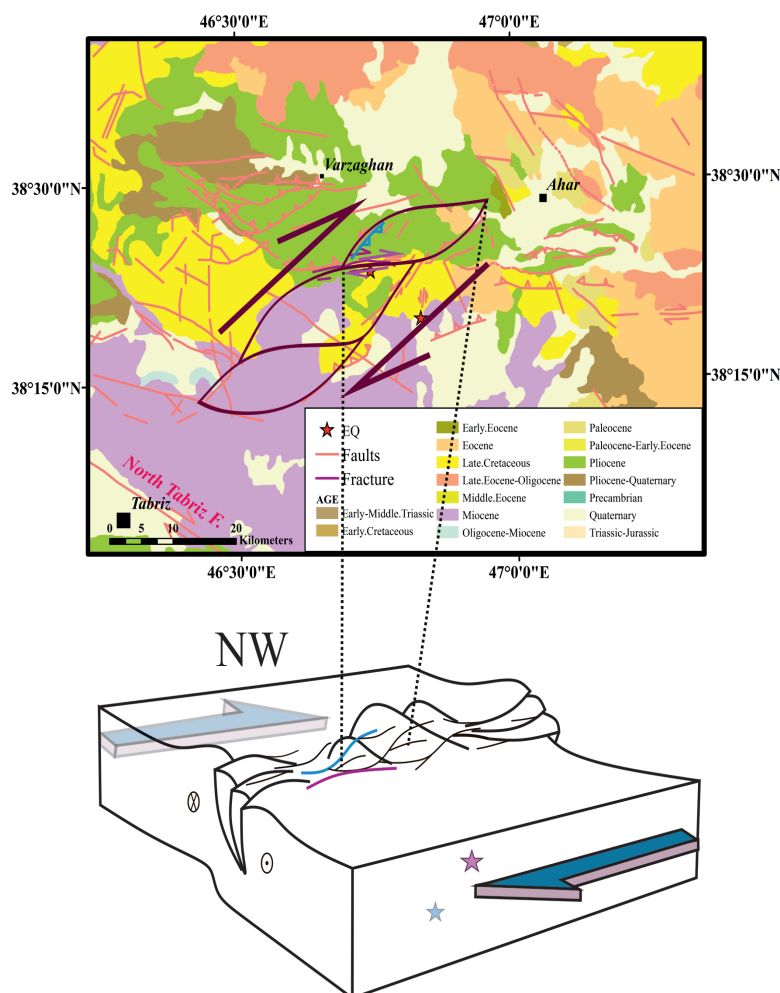 46°30'0"E 47°0'0"E
38°30'0"N 38°30'0"N
Varzaghan
Ahar
38°15'0"N 38°15'0"N
EQ
Faults
Fracture
AGE
Early-Middle.Triassic
Early.Cretaceous
Early.Eocene
Eocene
Late.Cretaceous
Late.Eocene-Oligocene
Middle.Eocene
Miocene
Oligocene-Miocene
Paleocene
Paleocene-Early.Eocene
Pliocene
Pliocene-Quaternary
Precambrian
Quaternary
Triassic-Jurassic
North Tabriz F.
Tabriz
0 5 10 20
Kilometers
46°30'0"E 47°0'0"E
NW